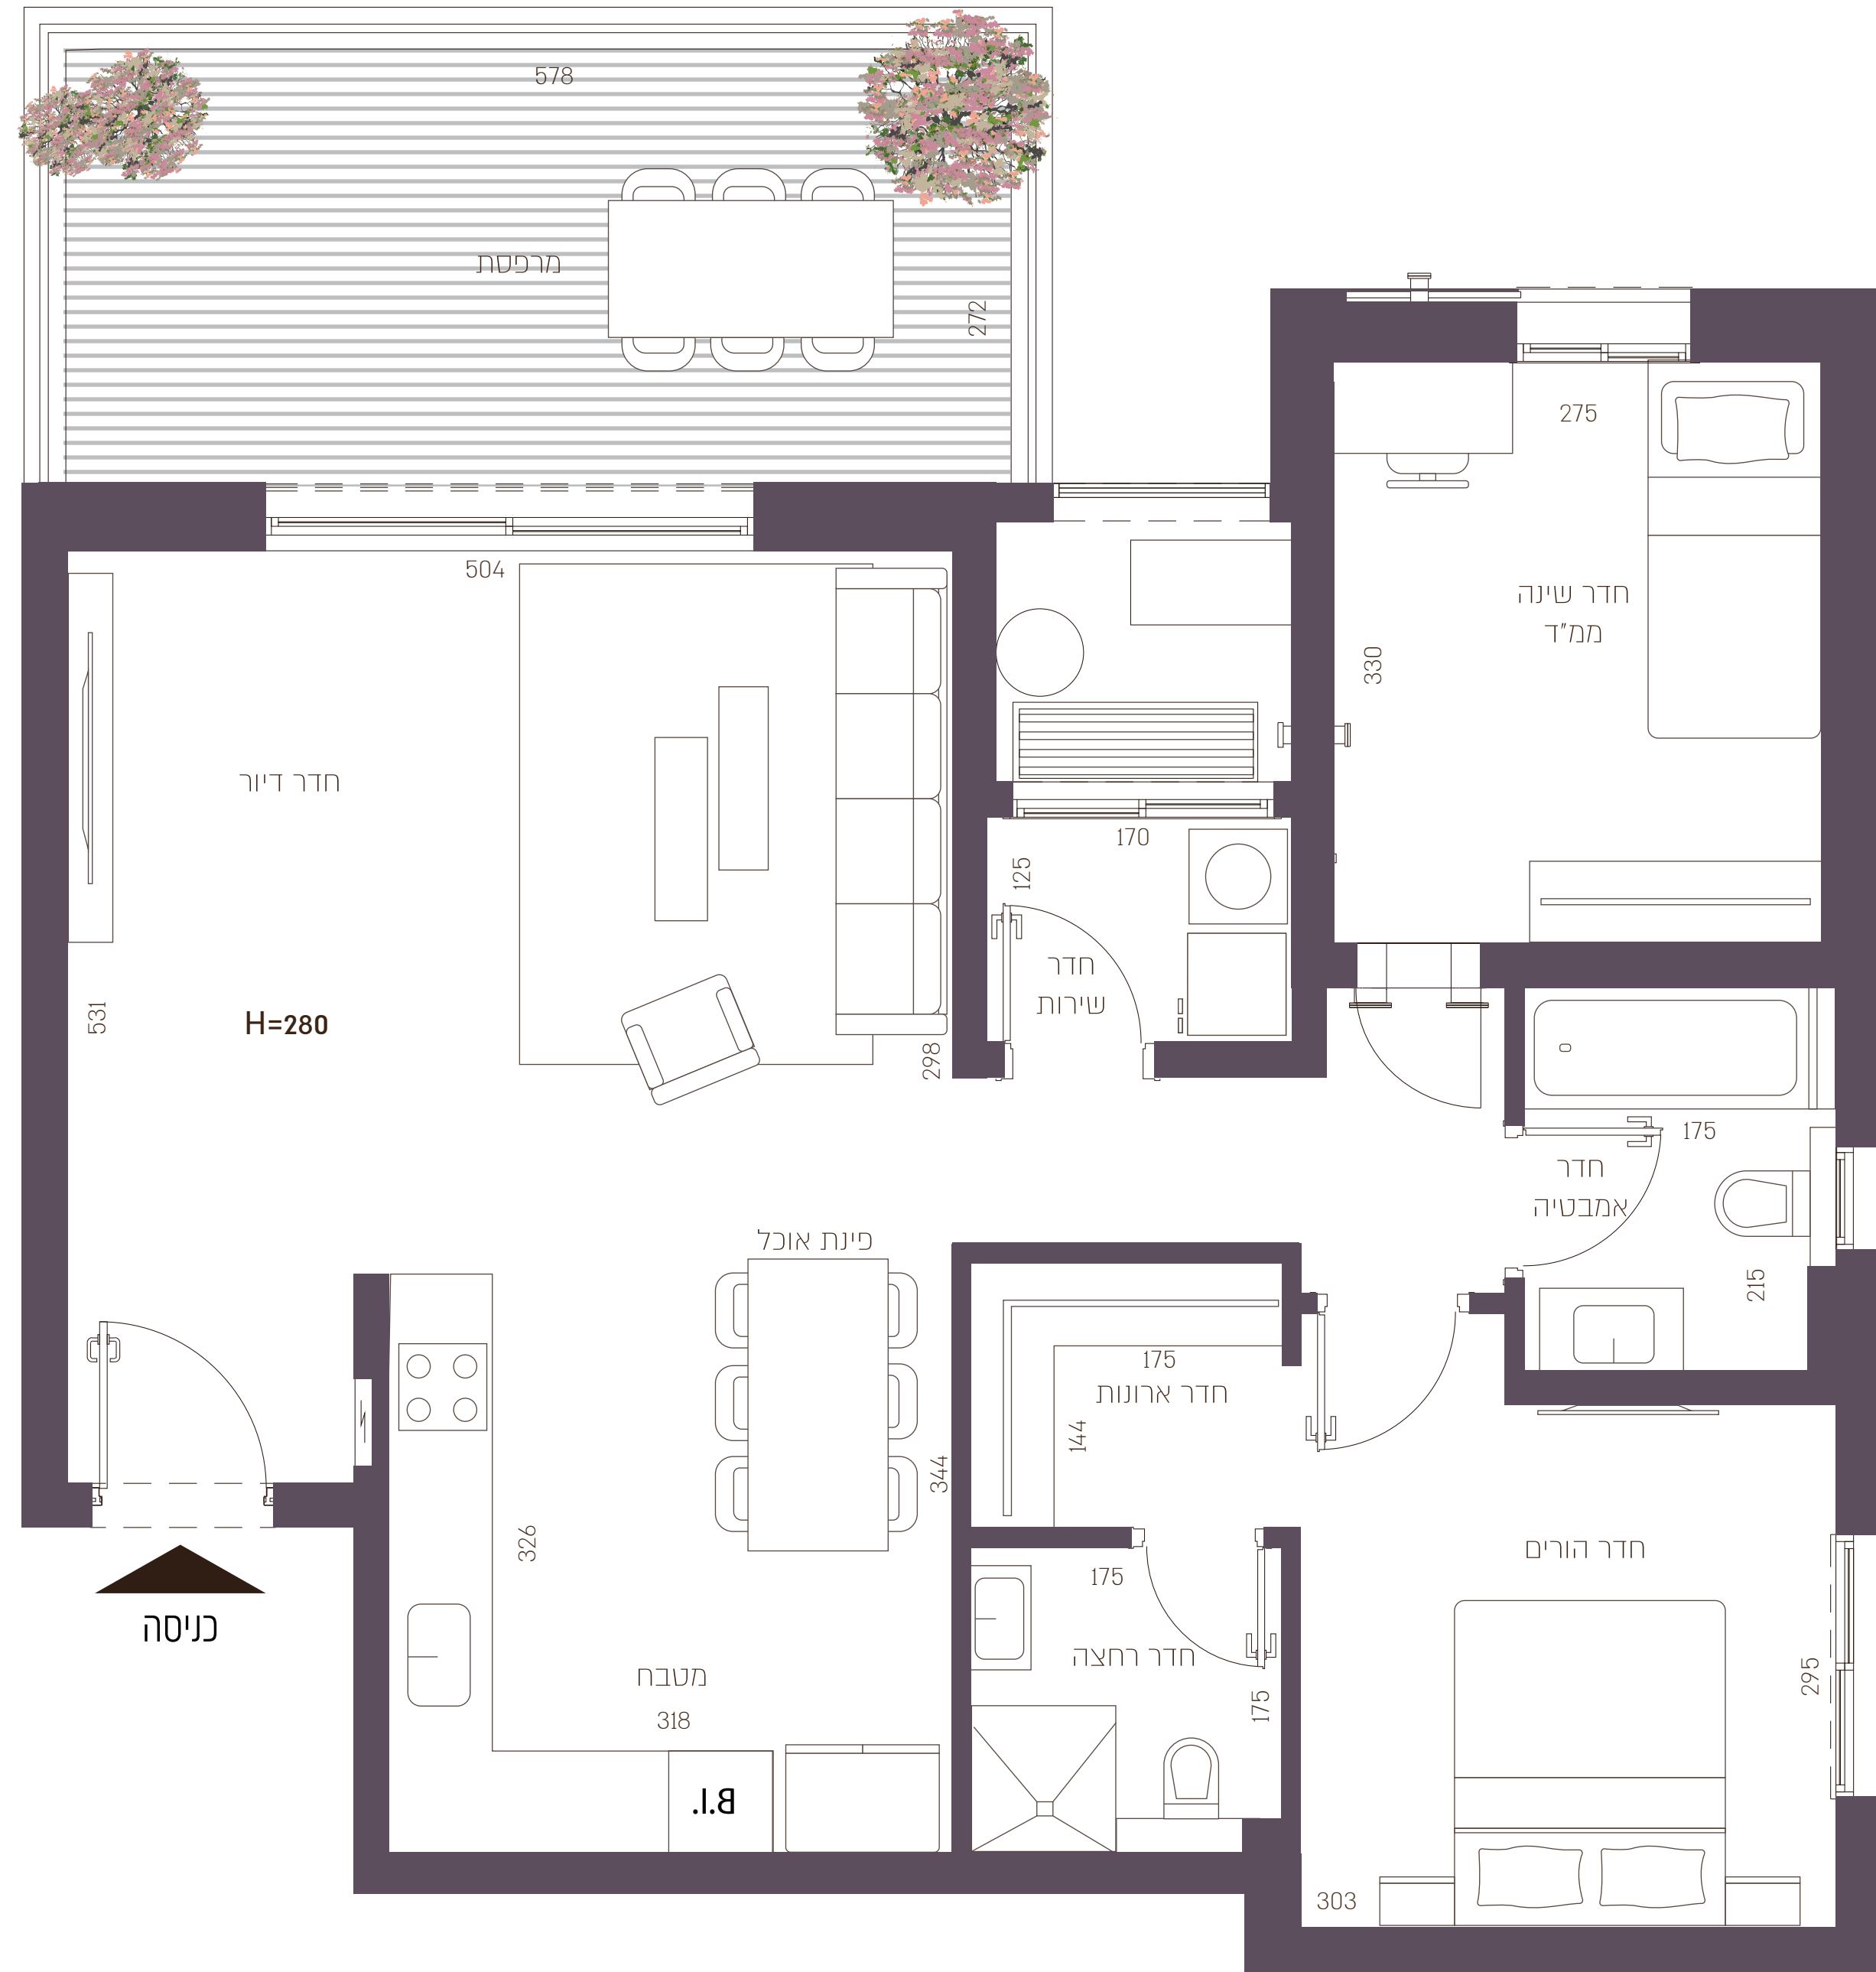 578
מרפסת
272
275
504
חדר שינה
ממ"ד
330
חדר דיור
170
125
חדר
שירות
531
H=280
298
175
חדר
אמבטיה
פינת אוכל
215
175
חדר ארונות
144
344
326
חדר הורים
175
כניסה
חדר רחצה
מטבח
295
175
318
B.I.
303